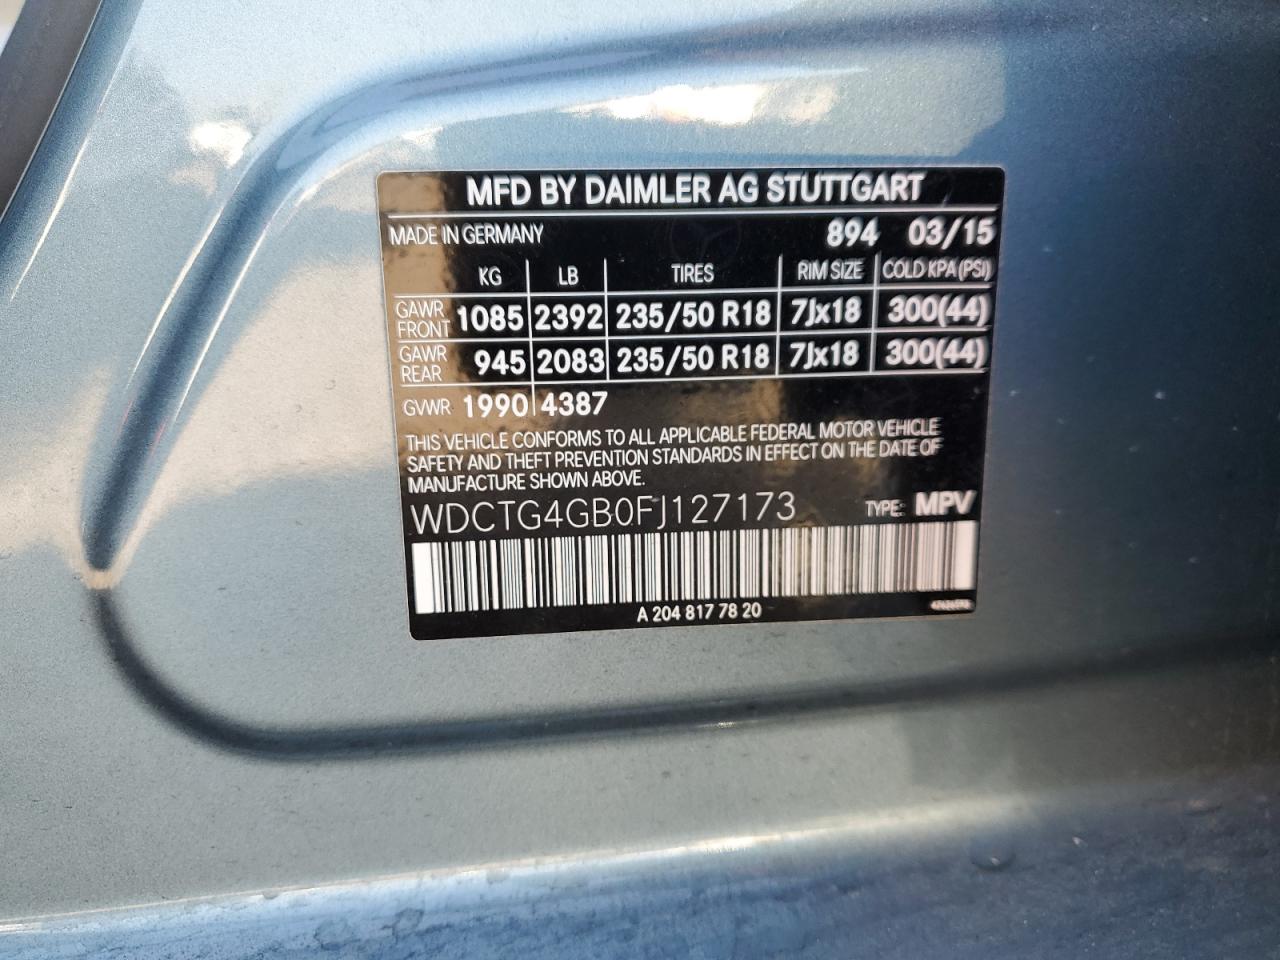 MFD BY DAIMLER AG STUTTGART
MADE IN GERMANY 894 03/15
KG LB TIRES RIM SIZE COLD KPA (PSI)
GAWR FRONT 1085 2392 235/50 R18 7Jx18 300(44)
GAWR REAR 945 2083 235/50 R18 7Jx18 300(44)
GVWR 1990 4387
THIS VEHICLE CONFORMS TO ALL APPLICABLE FEDERAL MOTOR VEHICLE
SAFETY AND THEFT PREVENTION STANDARDS IN EFFECT ON THE DATE OF
MANUFACTURE SHOWN ABOVE.
WDCTG4GB0FJ127173 TYPE: MPV
A 204 817 78 20